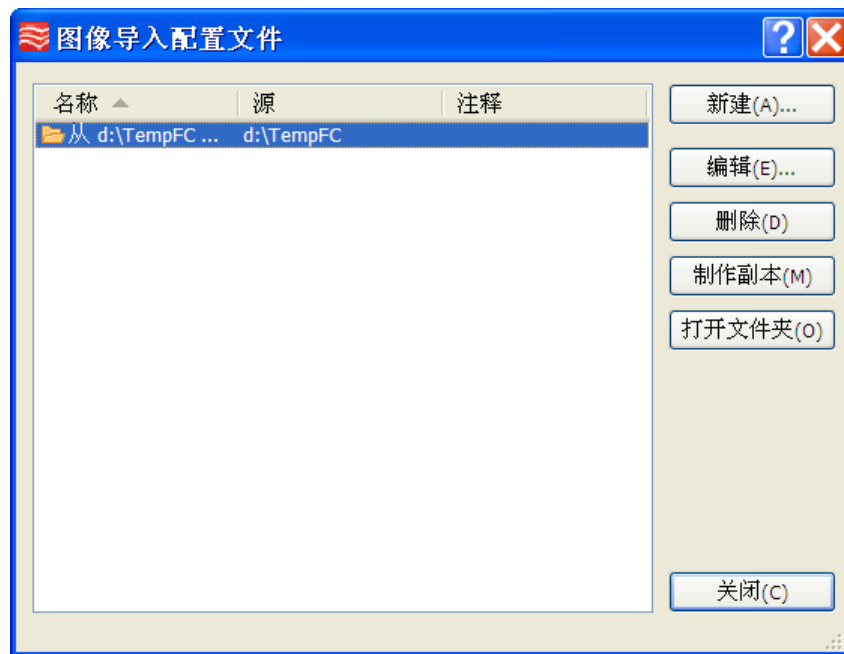 图像导入配置文件
名称 源 注释
从 d:\TempFC ... d:\TempFC
新建(A)...
编辑(E)...
删除(D)
制作副本(M)
打开文件夹(O)
关闭(C)